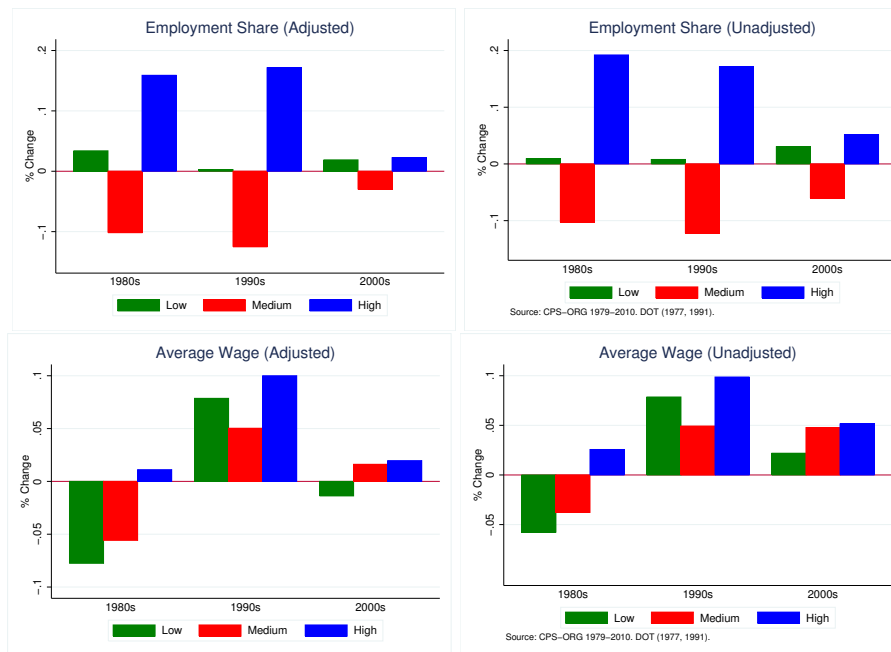 Employment Share (Adjusted)
% Change
.2
.1
0
−.1
1980s 1990s 2000s
Low Medium High
Employment Share (Unadjusted)
% Change
.2
.1
0
−.1
1980s 1990s 2000s
Low Medium High
Source: CPS−ORG 1979−2010. DOT (1977, 1991).
Average Wage (Adjusted)
% Change
.1
.05
0
−.05
−.1
1980s 1990s 2000s
Low Medium High
Average Wage (Unadjusted)
% Change
.1
.05
0
−.05
1980s 1990s 2000s
Low Medium High
Source: CPS−ORG 1979−2010. DOT (1977, 1991).